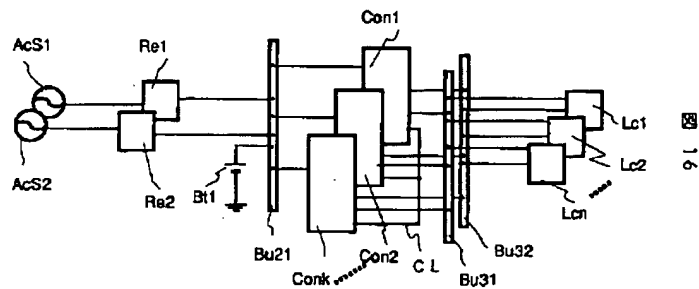 AcS1
Re1
Con1
AcS2
Re2
Bt1
Bu21
Conk
Con2
C L
Bu31
Bu32
Lc1
Lc2
Lcn
図 16